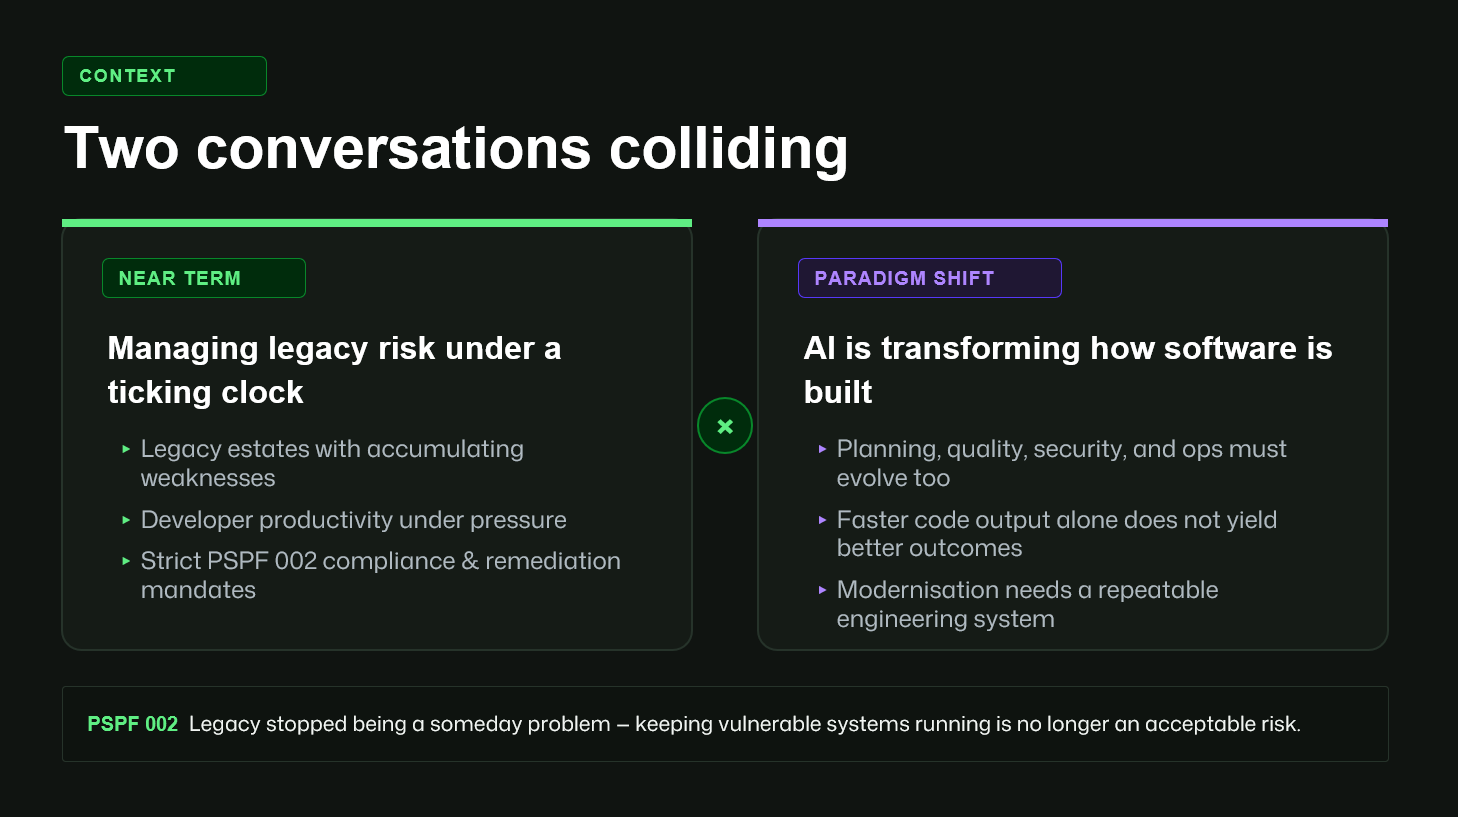 CONTEXT
Two conversations colliding
NEAR TERM
Managing legacy risk under a
ticking clock
▸ Legacy estates with accumulating
weaknesses
▸ Developer productivity under pressure
▸ Strict PSPF 002 compliance & remediation
mandates
×
PARADIGM SHIFT
AI is transforming how software is
built
▸ Planning, quality, security, and ops must
evolve too
▸ Faster code output alone does not yield
better outcomes
▸ Modernisation needs a repeatable
engineering system
PSPF 002 Legacy stopped being a someday problem – keeping vulnerable systems running is no longer an acceptable risk.